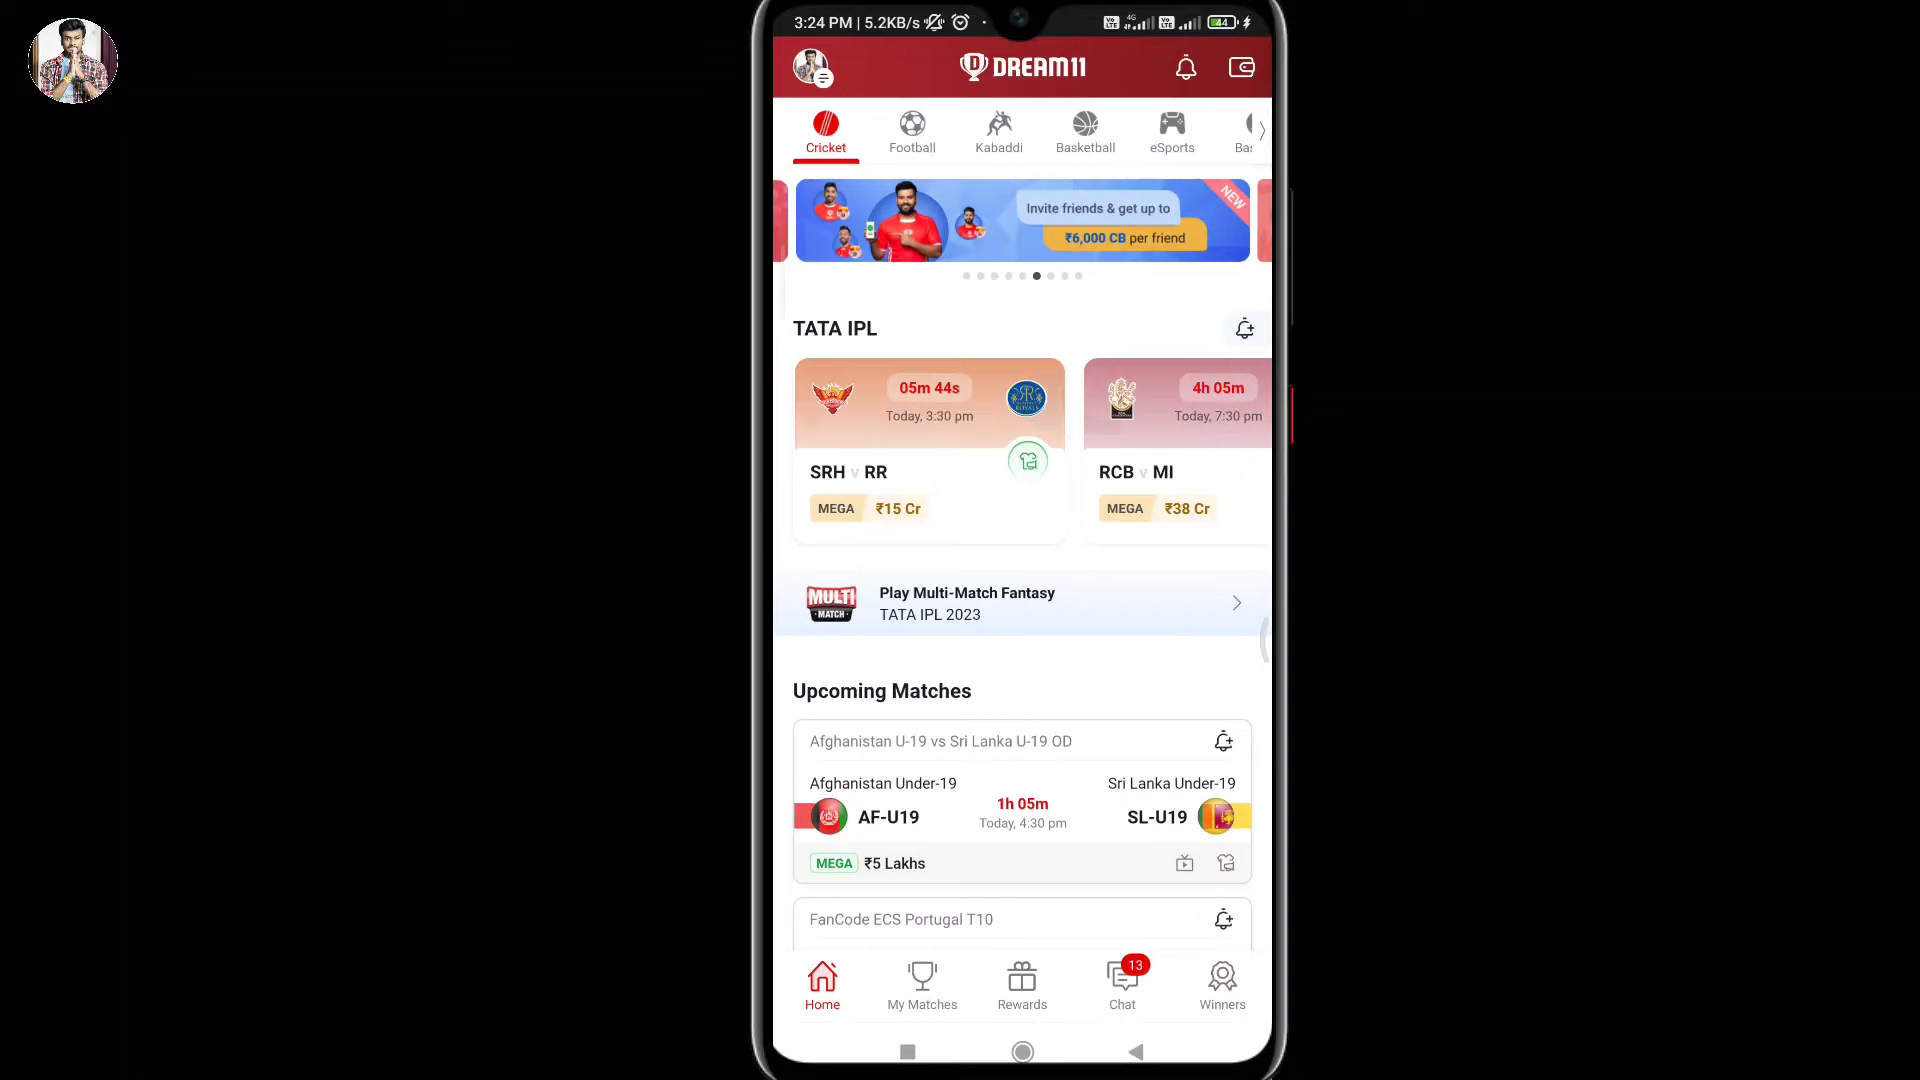 3:24 PM | 5.2KB/s
4G
44
DREAM11
Cricket
Football
Kabaddi
Basketball
eSports
Bas
Invite friends & get up to
₹6,000 CB per friend
NEW
TATA IPL
05m 44s
Today, 3:30 pm
SRH v RR
MEGA ₹15 Cr
4h 05m
Today, 7:30 pm
RCB v MI
MEGA ₹38 Cr
MULTI
MATCH
Play Multi-Match Fantasy
TATA IPL 2023
Upcoming Matches
Afghanistan U-19 vs Sri Lanka U-19 OD
Afghanistan Under-19
Sri Lanka Under-19
AF-U19
1h 05m
Today, 4:30 pm
SL-U19
MEGA ₹5 Lakhs
FanCode ECS Portugal T10
Home
My Matches
Rewards
13
Chat
Winners